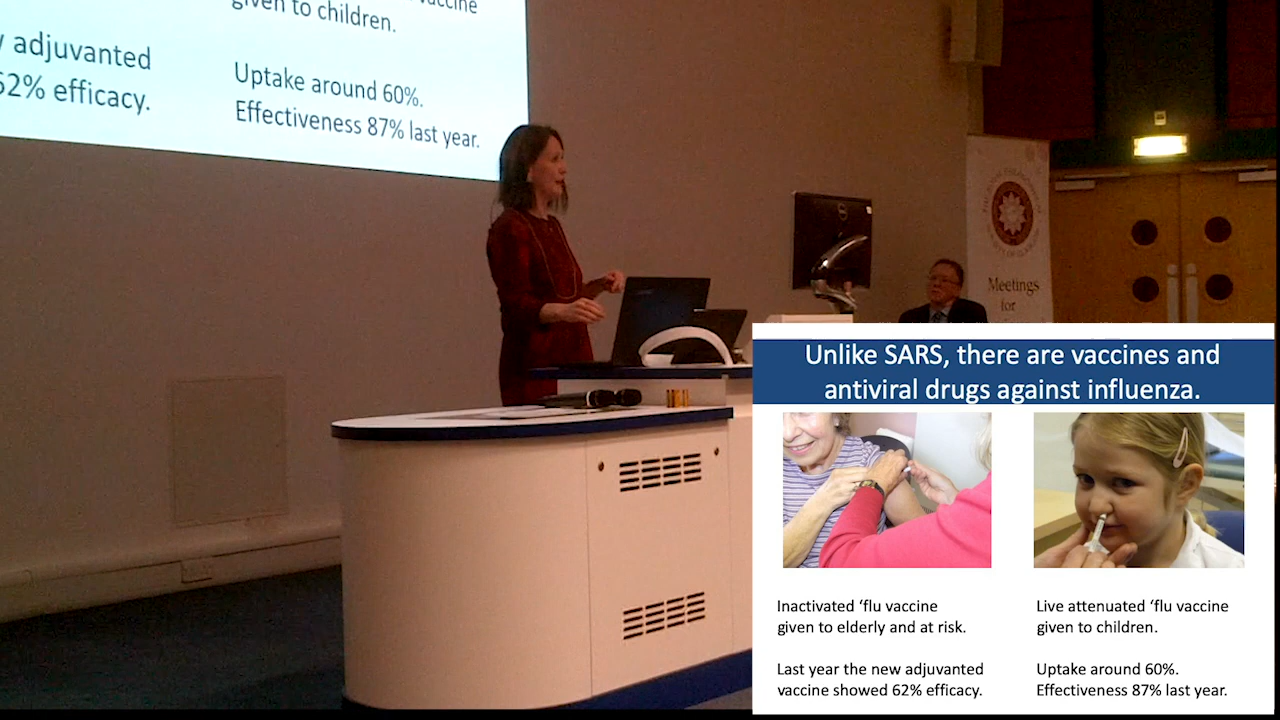 vaccine
given to children.
adjuvanted
62% efficacy.
Uptake around 60%.
Effectiveness 87% last year.
DELL
Meetings
for
Unlike SARS, there are vaccines and
antiviral drugs against influenza.
Inactivated ‘flu vaccine
given to elderly and at risk.
Last year the new adjuvanted
vaccine showed 62% efficacy.
Live attenuated ‘flu vaccine
given to children.
Uptake around 60%.
Effectiveness 87% last year.